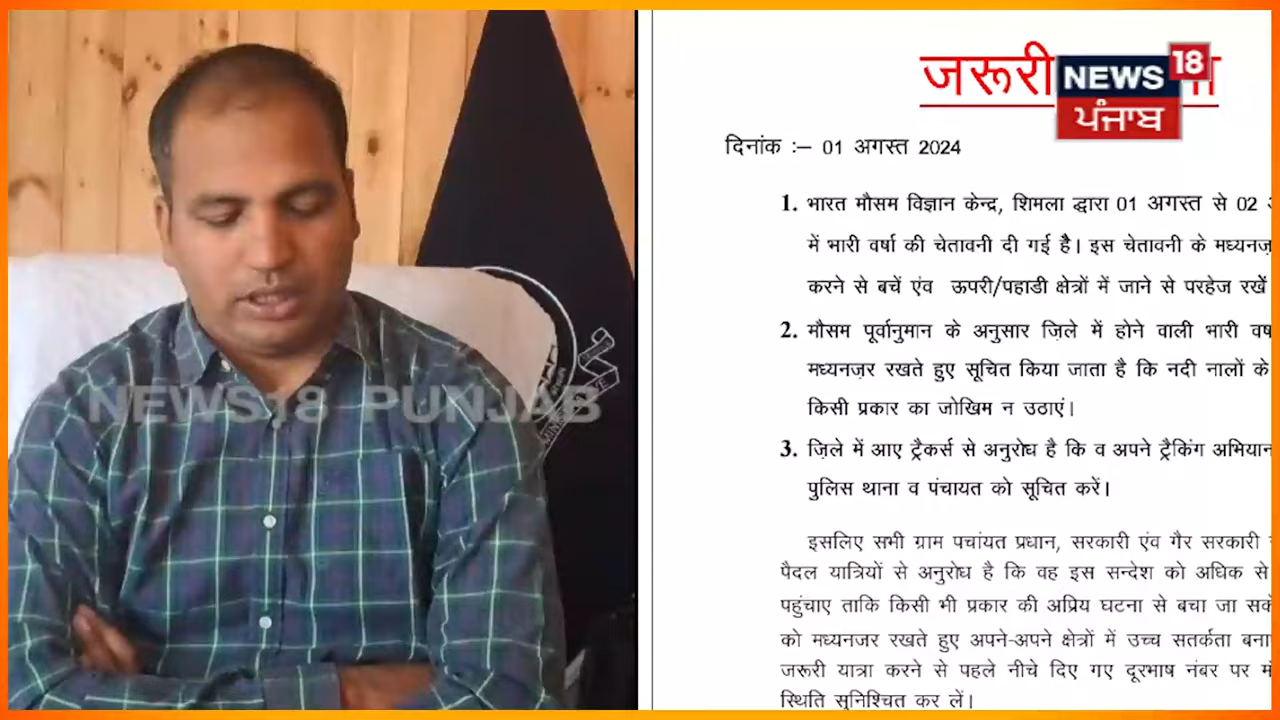 जरूरी
NEWS 18
ਪੰਜਾਬ
दिनांक :– 01 अगस्त 2024
1. भारत मौसम विज्ञान केन्द्र, शिमला द्वारा 01 अगस्त से 02
में भारी वर्षा की चेतावनी दी गई है। इस चेतावनी के मध्यनज़
करने से बचें एंव ऊपरी/पहाडी क्षेत्रों में जाने से परहेज रखें
2. मौसम पूर्वानुमान के अनुसार ज़िले में होने वाली भारी वर्ष
मध्यनज़र रखते हुए सूचित किया जाता है कि नदी नालों के
किसी प्रकार का जोखिम न उठाएं।
3. ज़िले में आए ट्रैकर्स से अनुरोध है कि व अपने ट्रैकिंग अभियान
पुलिस थाना व पंचायत को सूचित करें।
इसलिए सभी ग्राम पचांयत प्रधान, सरकारी एंव गैर सरकारी
पैदल यात्रियों से अनुरोध है कि वह इस सन्देश को अधिक से
पहुंचाए ताकि किसी भी प्रकार की अप्रिय घटना से बचा जा सके
को मध्यनजर रखते हुए अपने-अपने क्षेत्रों में उच्च सतर्कता बना
जरूरी यात्रा करने से पहले नीचे दिए गए दूरभाष नंबर पर
स्थिति सुनिश्चित कर लें।
NEWS18 PUNJAB